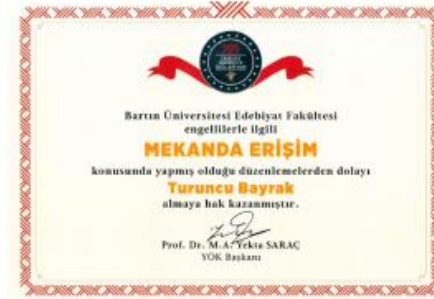 Bartın Üniversitesi Edebiyat Fakültesi
engellilerle ilgili
MEKANDA ERİŞİM
konusunda yapmış olduğu düzenlemelerden dolayı
Turuncu Bayrak
almaya hak kazanmıştır.
Prof. Dr. M.A. Yekta SARAÇ
YÖK Başkanı